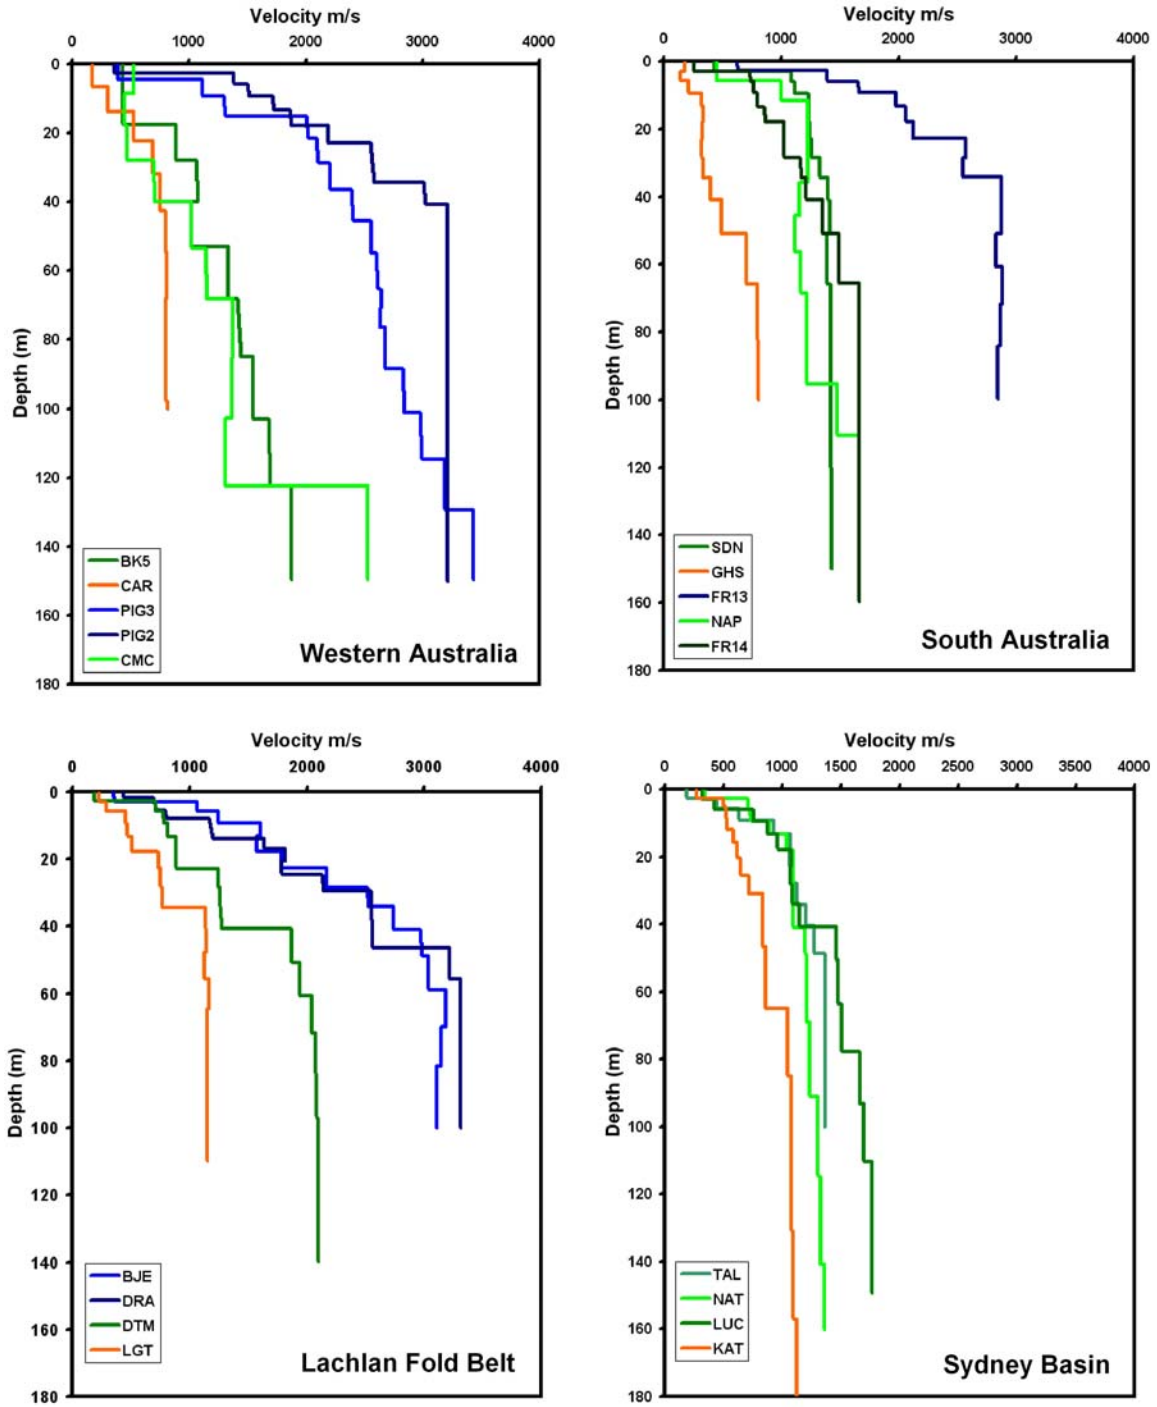 Velocity m/s
0 1000 2000 3000 4000
0
20
40
60
80
100
120
140
160
180
Depth (m)
BK5
CAR
PIG3
PIG2
CMC
Western Australia
Velocity m/s
0 1000 2000 3000 4000
0
20
40
60
80
100
120
140
160
180
Depth (m)
SDN
GHS
FR13
NAP
FR14
South Australia
Velocity m/s
0 1000 2000 3000 4000
0
20
40
60
80
100
120
140
160
180
Depth (m)
BJE
DRA
DTM
LGT
Lachlan Fold Belt
Velocity m/s
0 500 1000 1500 2000 2500 3000 3500 4000
0
20
40
60
80
100
120
140
160
180
Depth (m)
TAL
NAT
LUC
KAT
Sydney Basin